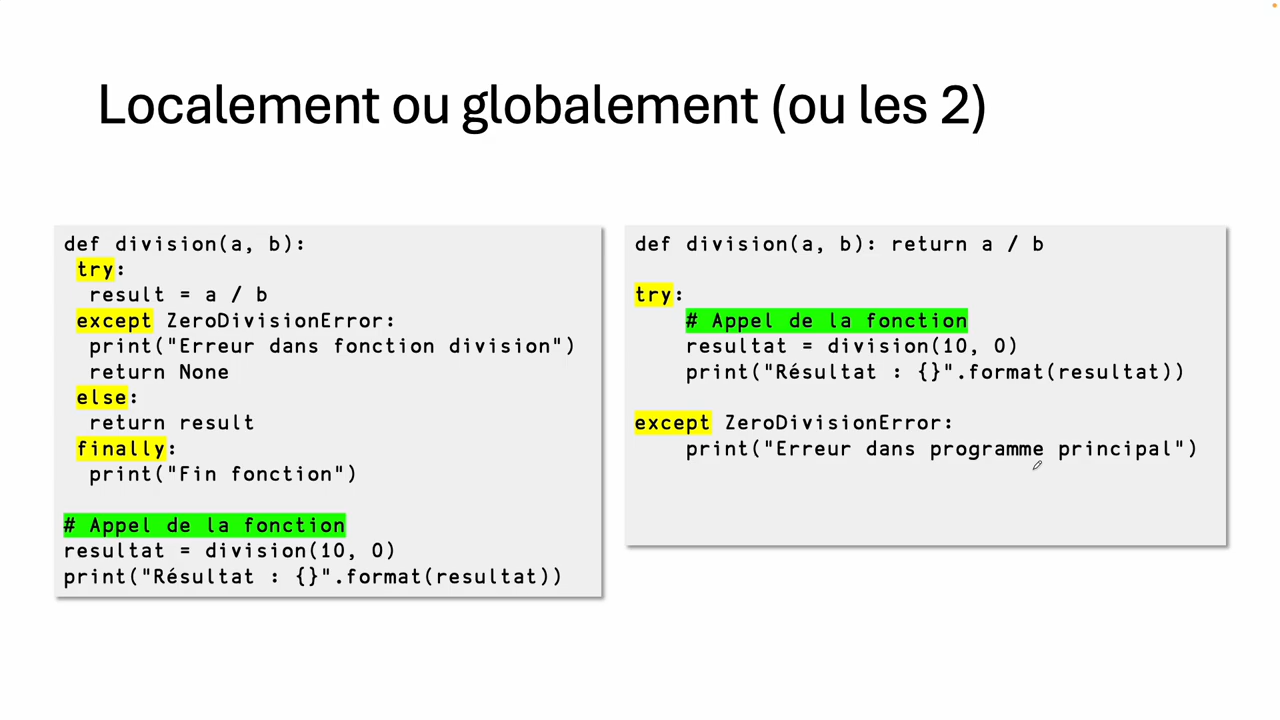 Localement ou globalement (ou les 2)
def division(a, b):
try:
result = a / b
except ZeroDivisionError:
print("Erreur dans fonction division")
return None
else:
return result
finally:
print("Fin fonction")
# Appel de la fonction
resultat = division(10, 0)
print("Résultat : {}".format(resultat))
def division(a, b): return a / b
try:
# Appel de la fonction
resultat = division(10, 0)
print("Résultat : {}".format(resultat))
except ZeroDivisionError:
print("Erreur dans programme principal")